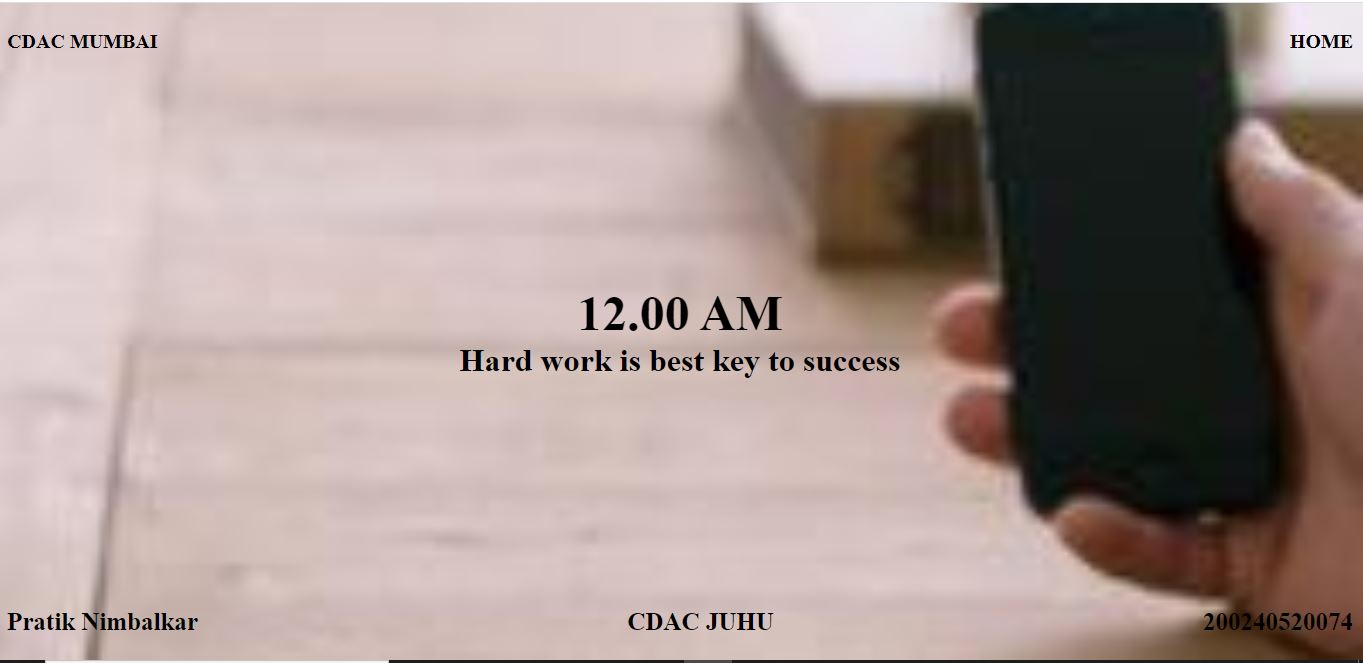 CDAC MUMBAI HOME
12.00 AM
Hard work is best key to success
Pratik Nimbalkar CDAC JUHU 200240520074